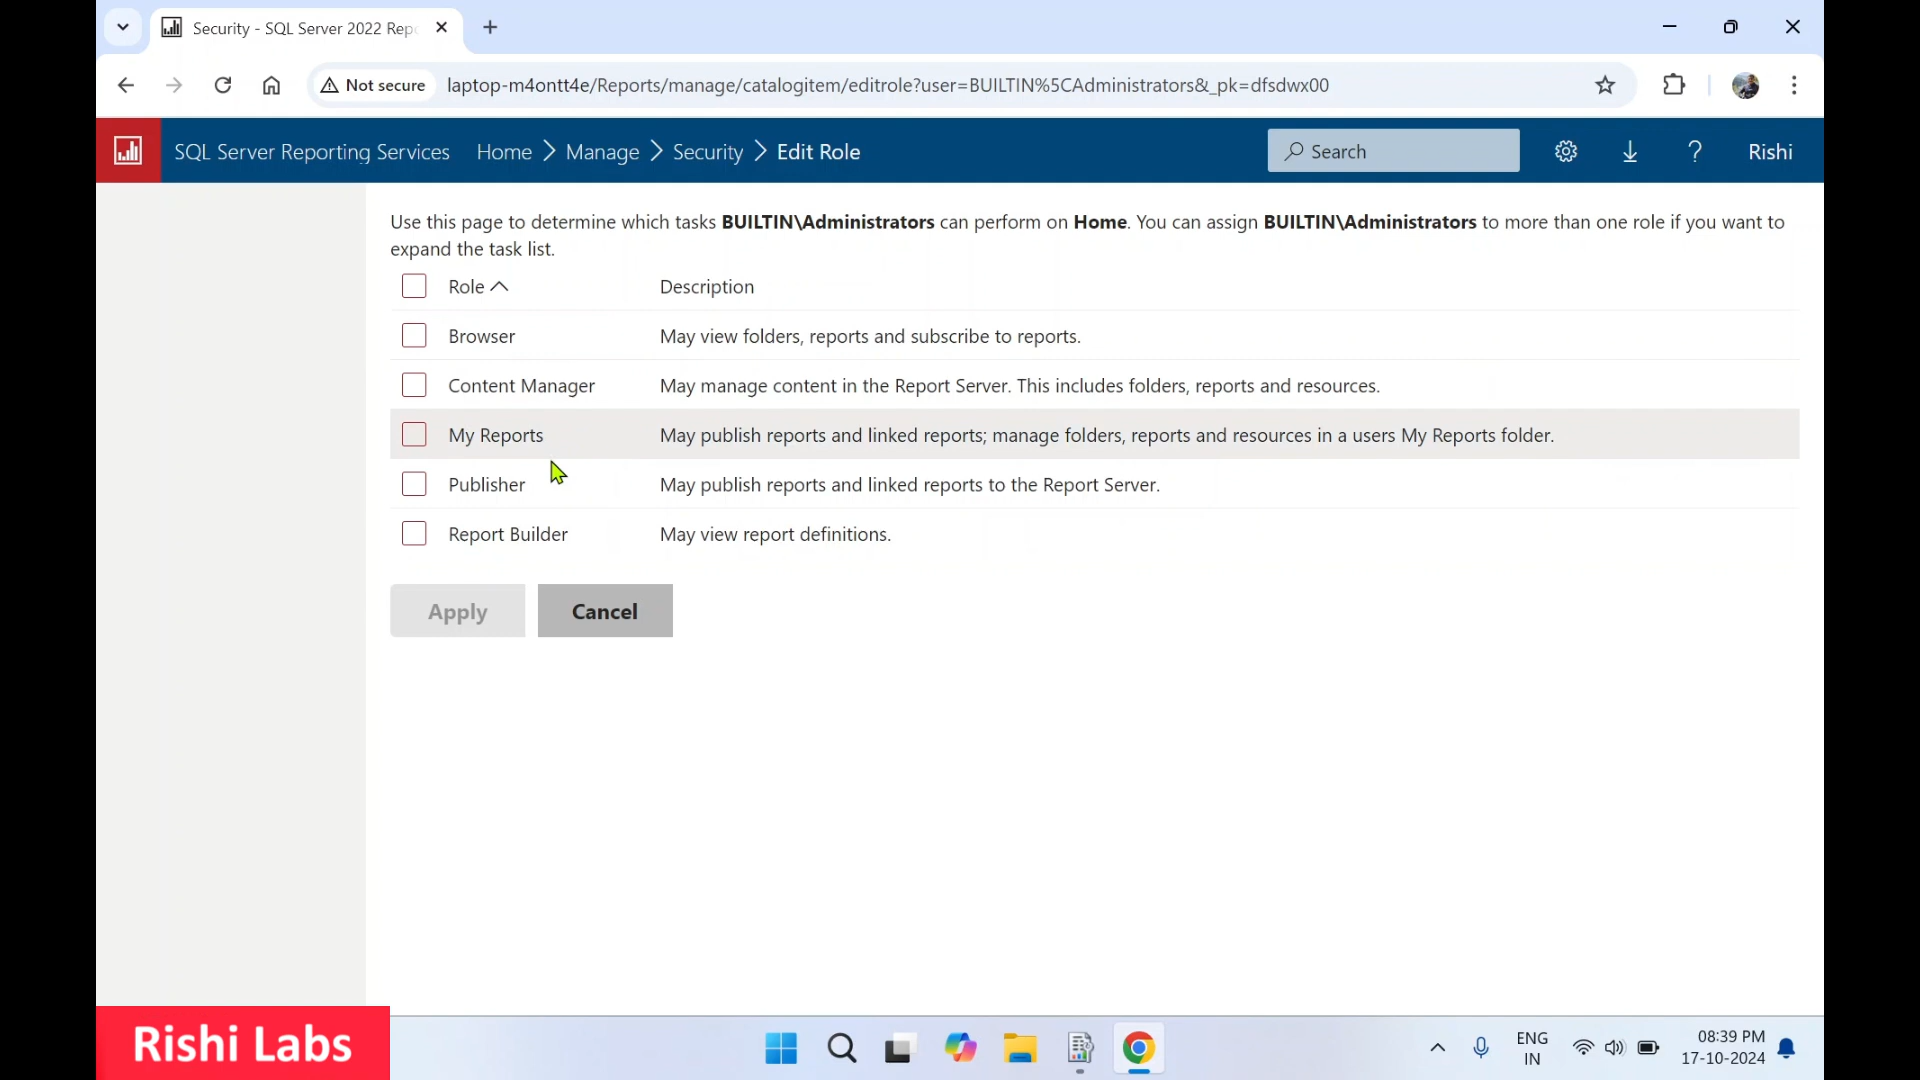 Security - SQL Server 2022 Repo
Not secure
laptop-m4ontt4e/Reports/manage/catalogitem/editrole?user=BUILTIN%5CAdministrators&_pk=dfsdwx00
SQL Server Reporting Services Home > Manage > Security > Edit Role
Search
?
Rishi
Use this page to determine which tasks BUILTIN\Administrators can perform on Home. You can assign BUILTIN\Administrators to more than one role if you want to
expand the task list.
Role Description
Browser May view folders, reports and subscribe to reports.
Content Manager May manage content in the Report Server. This includes folders, reports and resources.
My Reports May publish reports and linked reports; manage folders, reports and resources in a users My Reports folder.
Publisher May publish reports and linked reports to the Report Server.
Report Builder May view report definitions.
Apply Cancel
Rishi Labs
ENG
IN
08:39 PM
17-10-2024